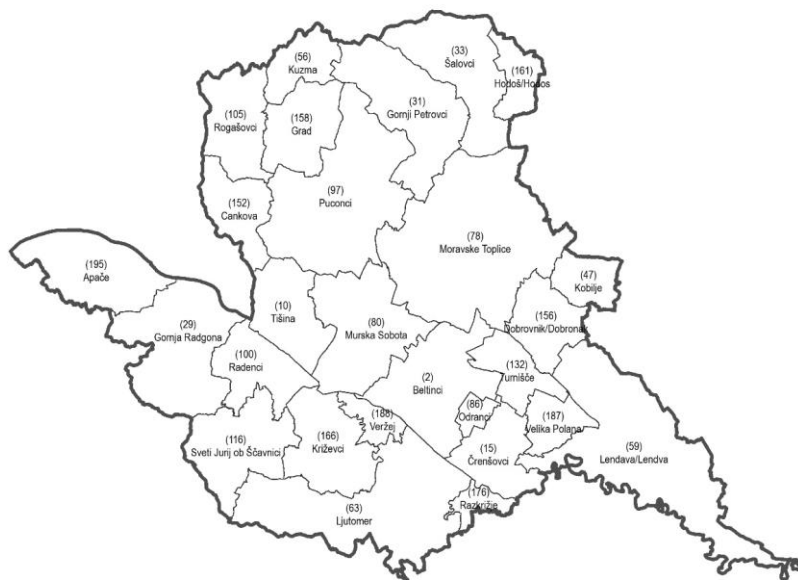 (56)
Kuzma
(33)
Šalovci
(161)
Hodoš/Hodos
(105)
Rogašovci
(158)
Grad
(31)
Gornji Petrovci
(152)
Cankova
(97)
Puconci
(78)
Moravske Toplice
(195)
Apače
(47)
Kobilje
(10)
Tišina
(29)
Gornja Radgona
(80)
Murska Sobota
(156)
Dobrovnik/Dobronak
(100)
Radenci
(132)
Turnišče
(2)
Beltinci
(86)
Odranci
(188)
Veržej
(187)
Velika Polana
(116)
Sveti Jurij ob Ščavnici
(166)
Križevci
(15)
Črenšovci
(59)
Lendava/Lendva
(176)
Razkrižje
(63)
Ljutomer